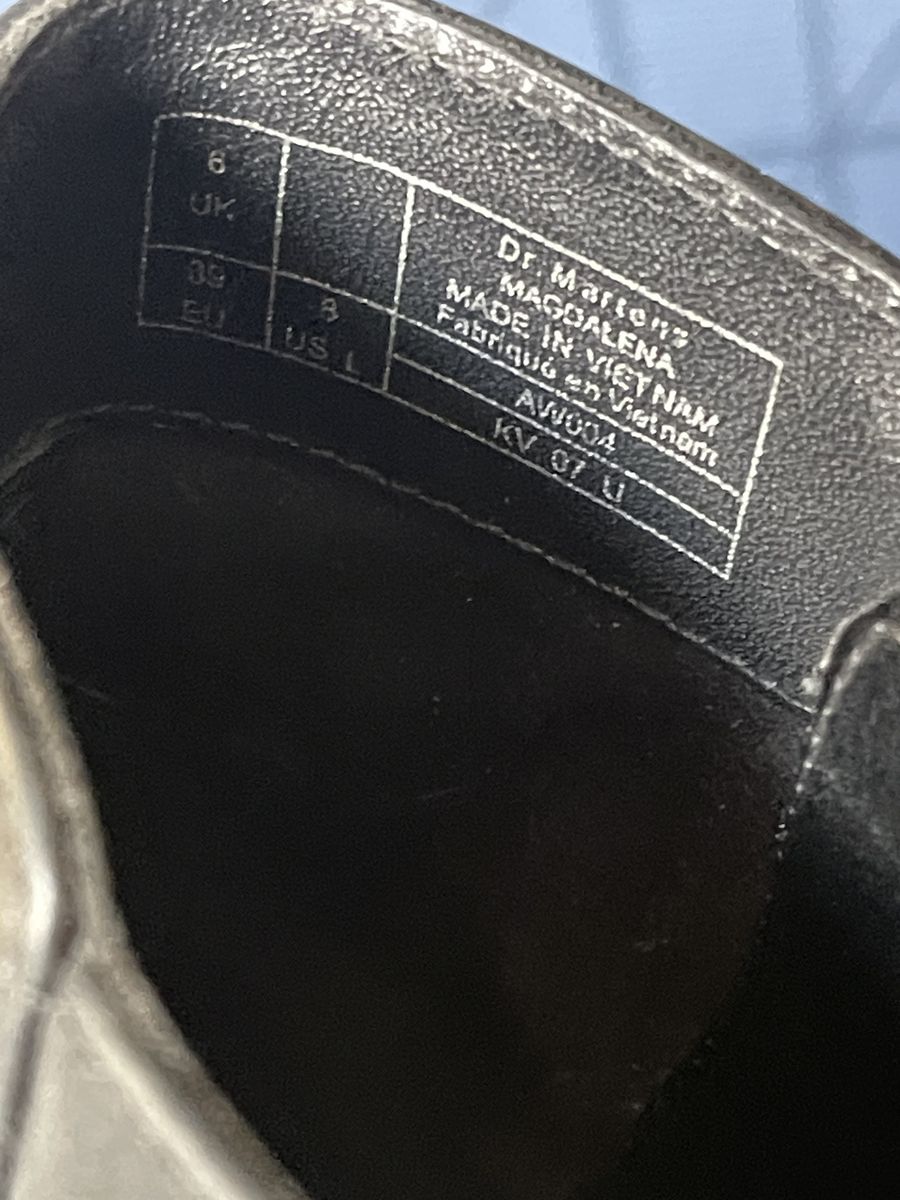 6
UK
39
EU
8
US L
Dr. Martens
MAGDALENA
MADE IN VIETNAM
Fabriqué en Vietnam
AW004
KV 07 U